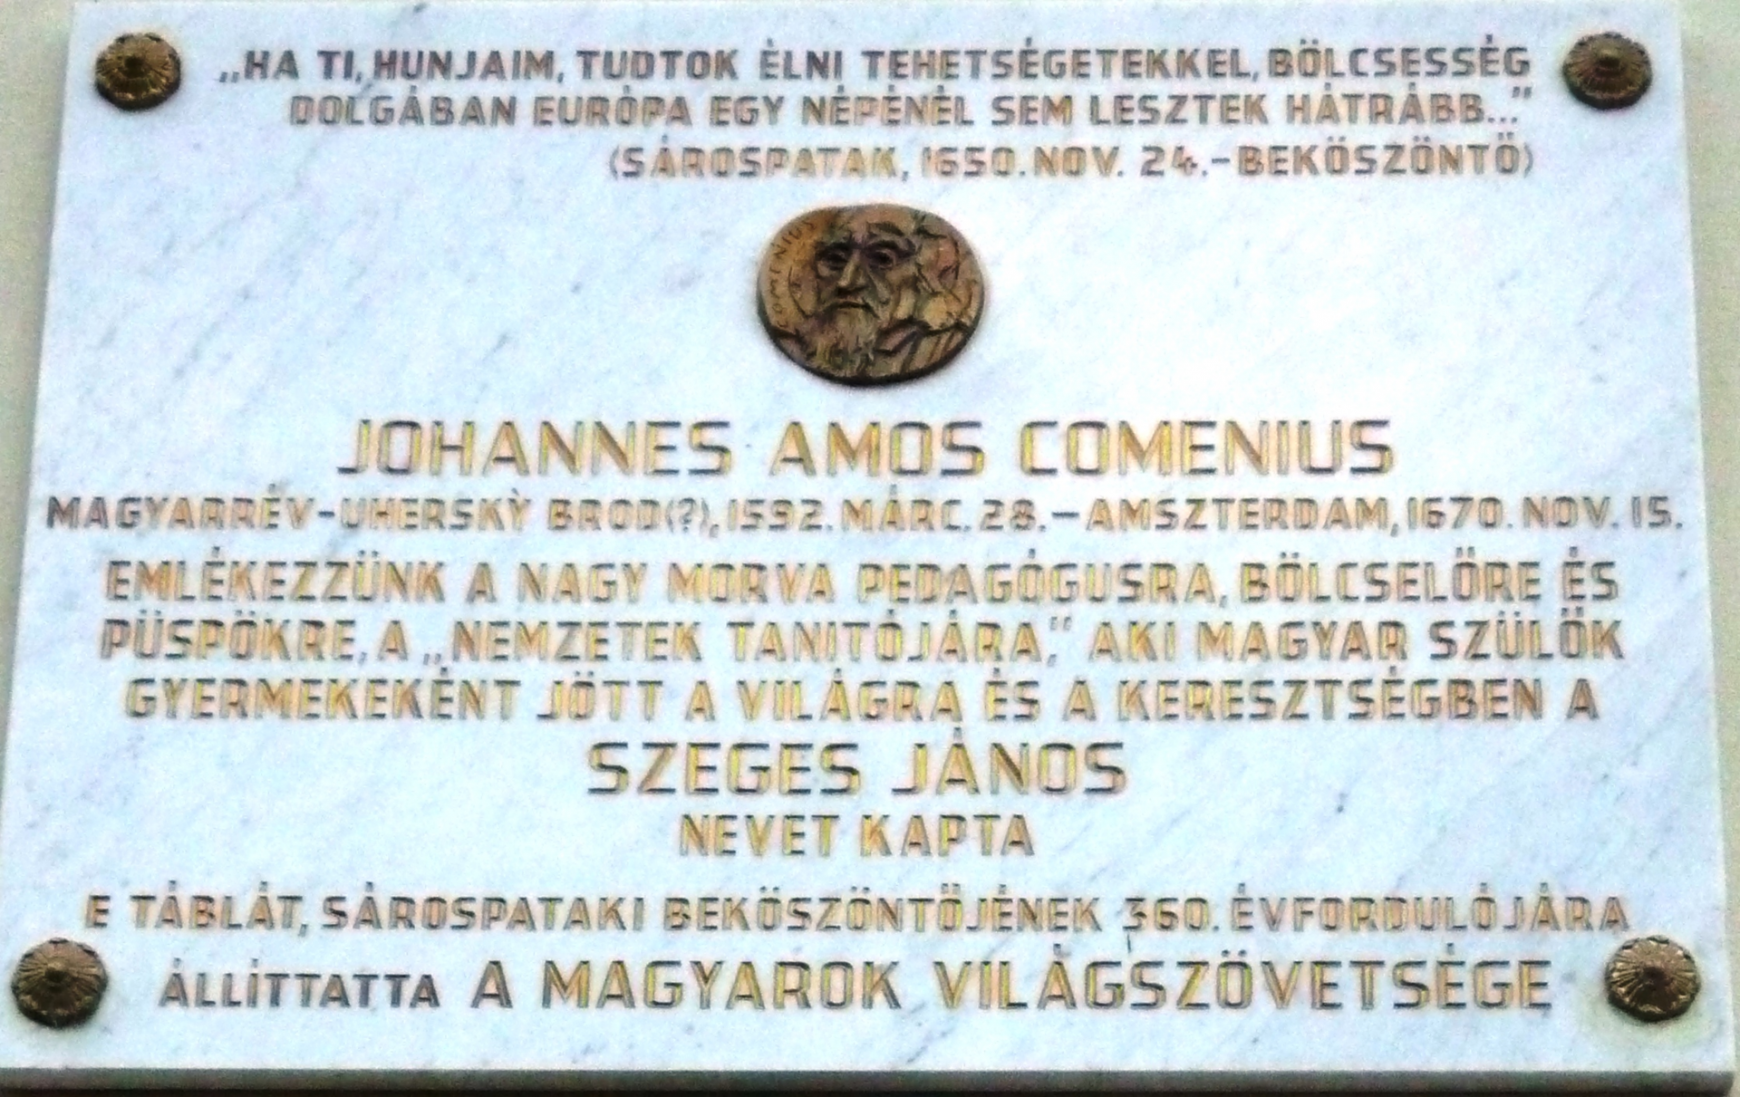 „HA TI, HUNJAIM, TUDTOK ÉLNI TEHETSÉGETEKKEL, BÖLCSESSÉG
DOLGÁBAN EURÓPA EGY NÉPÉNÉL SEM LESZTEK HÁTRÁBB..."
(SÁROSPATAK, 1650. NOV. 24.-BEKÖSZÖNTŐ)
COMENIUS
JOHANNES AMOS COMENIUS
MAGYARRÉV-UHERSKÝ BROD(?), 1592. MÁRC. 28.-AMSZTERDAM, 1670. NOV. 15.
EMLÉKEZZÜNK A NAGY MORVA PEDAGÓGUSRA, BÖLCSELŐRE ÉS
PÜSPÖKRE, A „NEMZETEK TANITÓJÁRA," AKI MAGYAR SZÜLŐK
GYERMEKEKÉNT JÖTT A VILÁGRA ÉS A KERESZTSÉGBEN A
SZEGES JÁNOS
NEVET KAPTA
E TÁBLÁT, SÁROSPATAKI BEKÖSZÖNTŐJÉNEK 360. ÉVFORDULÓJÁRA
ÁLLÍTTATTA A MAGYAROK VILÁGSZÖVETSÉGE